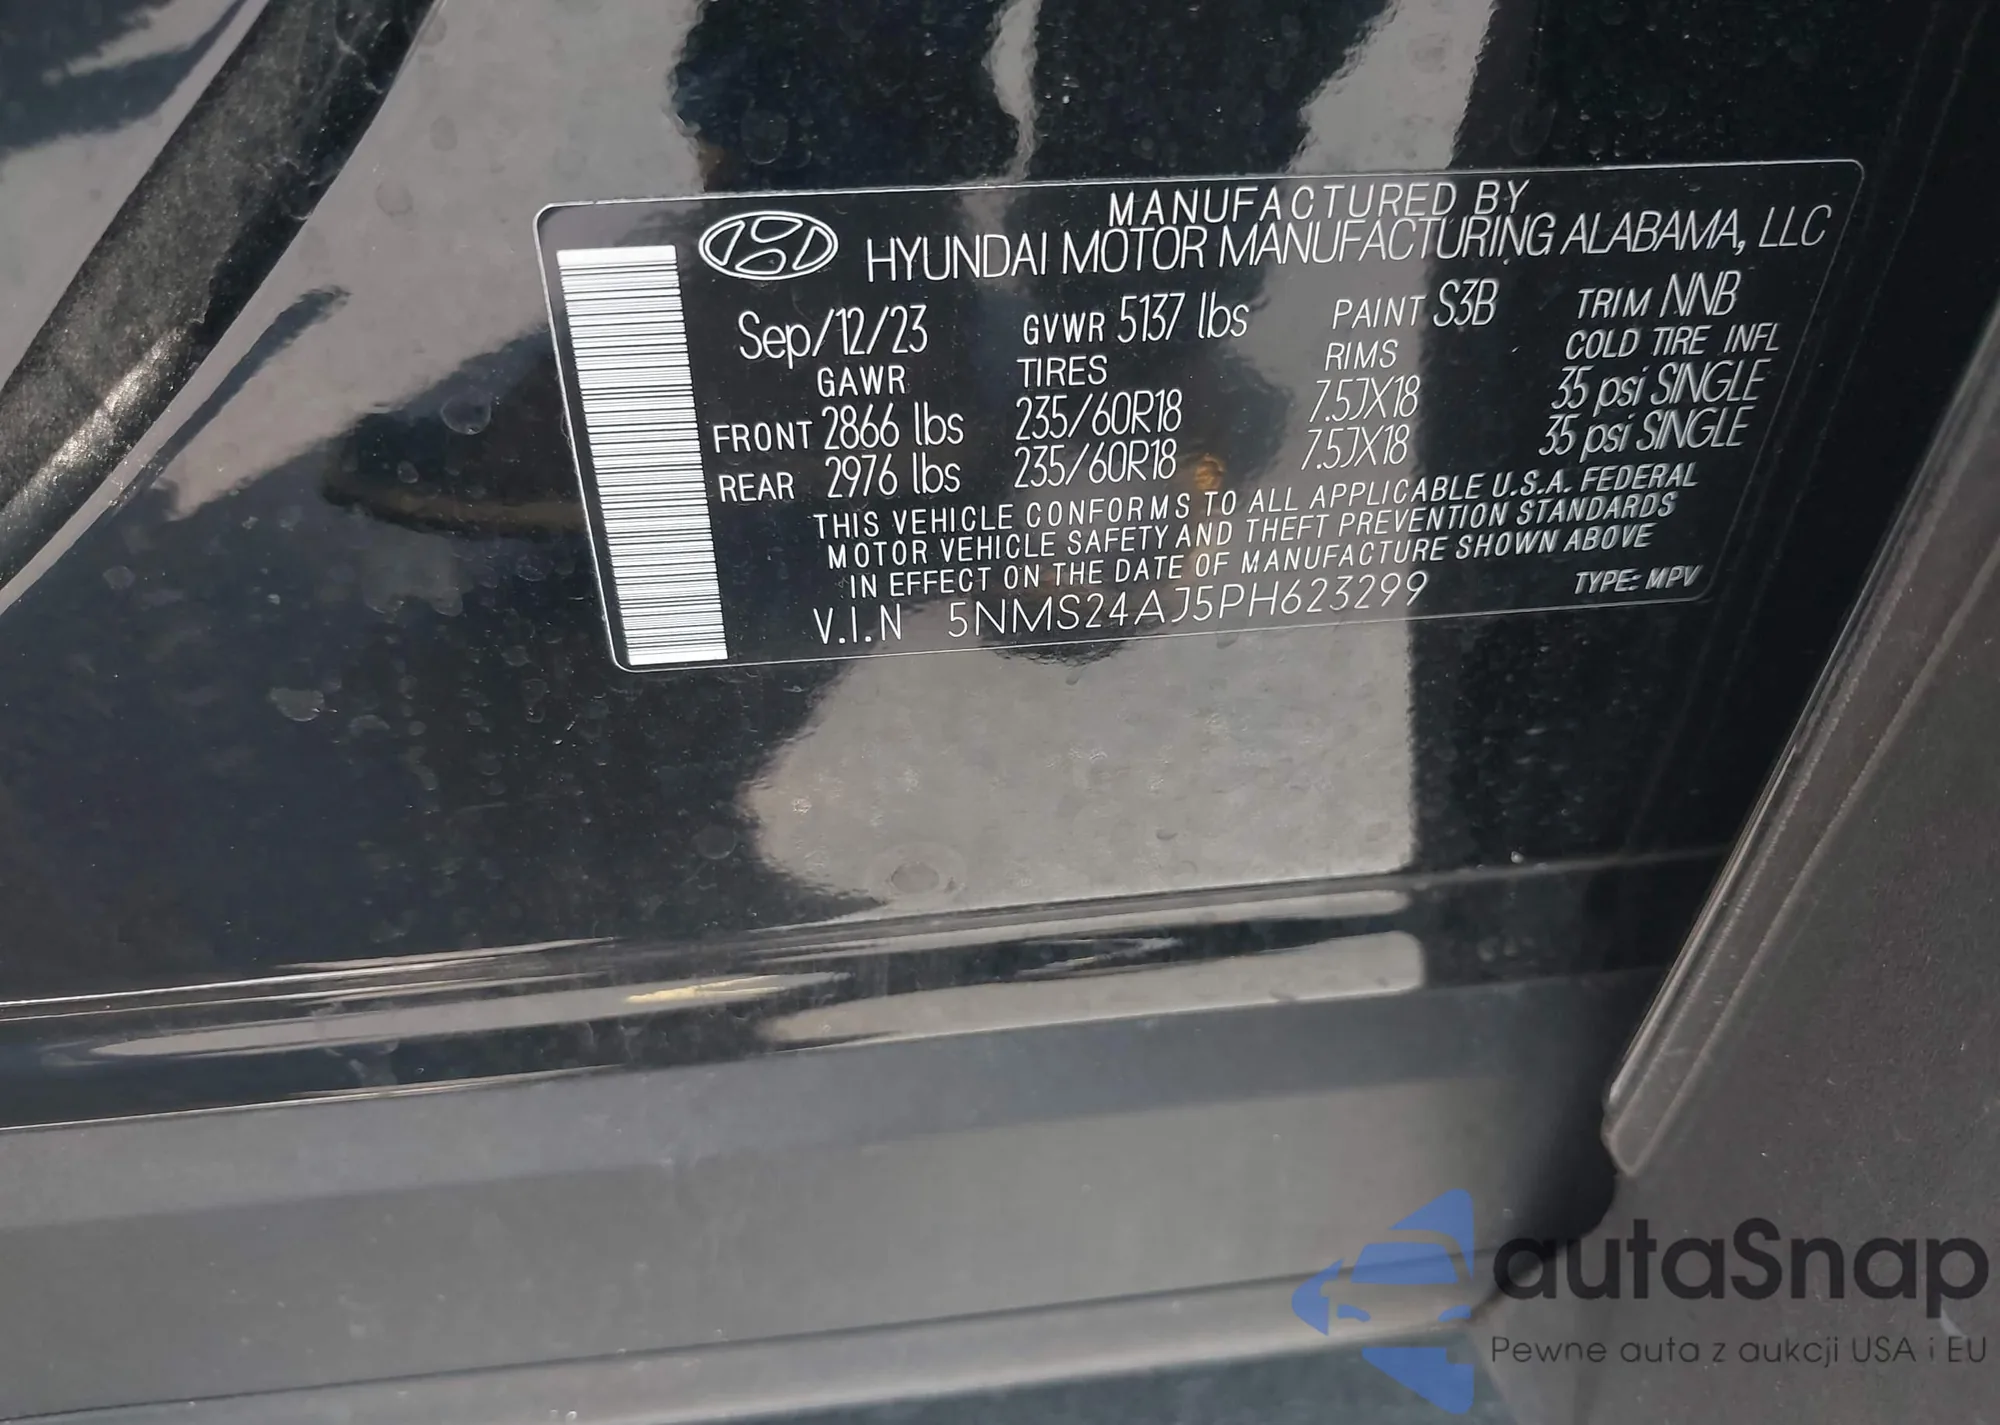 MANUFACTURED BY
HYUNDAI MOTOR MANUFACTURING ALABAMA, LLC
Sep/12/23 GVWR 5137 lbs PAINT S3B TRIM NNB
GAWR TIRES RIMS COLD TIRE INFL
FRONT 2866 lbs 235/60R18 7.5JX18 35 psi SINGLE
REAR 2976 lbs 235/60R18 7.5JX18 35 psi SINGLE
THIS VEHICLE CONFORMS TO ALL APPLICABLE U.S.A. FEDERAL
MOTOR VEHICLE SAFETY AND THEFT PREVENTION STANDARDS
IN EFFECT ON THE DATE OF MANUFACTURE SHOWN ABOVE
V.I.N 5NMS24AJ5PH623299 TYPE: MPV
autaSnap
Pewne auta z aukcji USA i EU